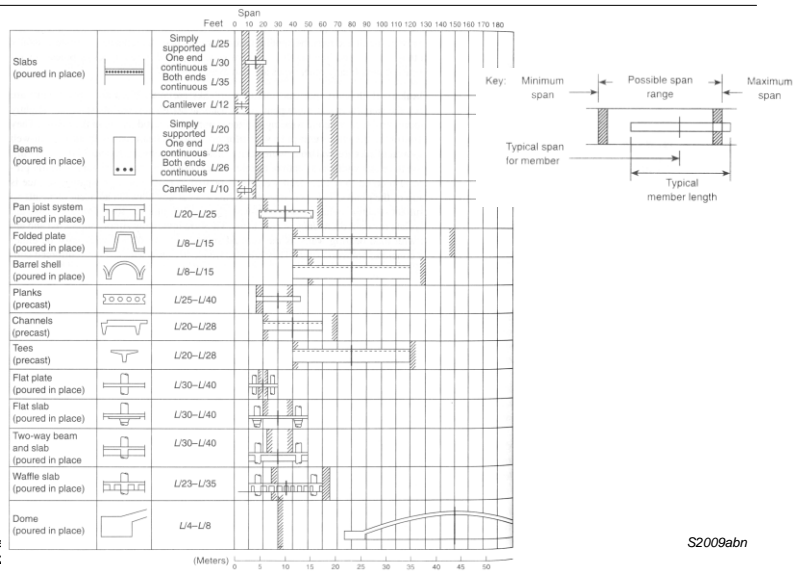 Span
Feet 0 10 20 30 40 50 60 70 80 90 100 110 120 130 140 150 160 170 180
Slabs
(poured in place)
Simply
supported L/25
One end
continuous L/30
Both ends
continuous L/35
Cantilever L/12
Beams
(poured in place)
Simply
supported L/20
One end
continuous L/23
Both ends
continuous L/26
Cantilever L/10
Pan joist system
(poured in place)
L/20–L/25
Folded plate
(poured in place)
L/8–L/15
Barrel shell
(poured in place)
L/8–L/15
Planks
(precast)
L/25–L/40
Channels
(precast)
L/20–L/28
Tees
(precast)
L/20–L/28
Flat plate
(poured in place)
L/30–L/40
Flat slab
(poured in place)
L/30–L/40
Two-way beam
and slab
(poured in place
L/30–L/40
Waffle slab
(poured in place)
L/23–L/35
Dome
(poured in place)
L/4–L/8
(Meters) 0 5 10 15 20 25 30 35 40 45 50
Key: Minimum
span
Possible span
range
Maximum
span
Typical span
for member
Typical
member length
S2009abn